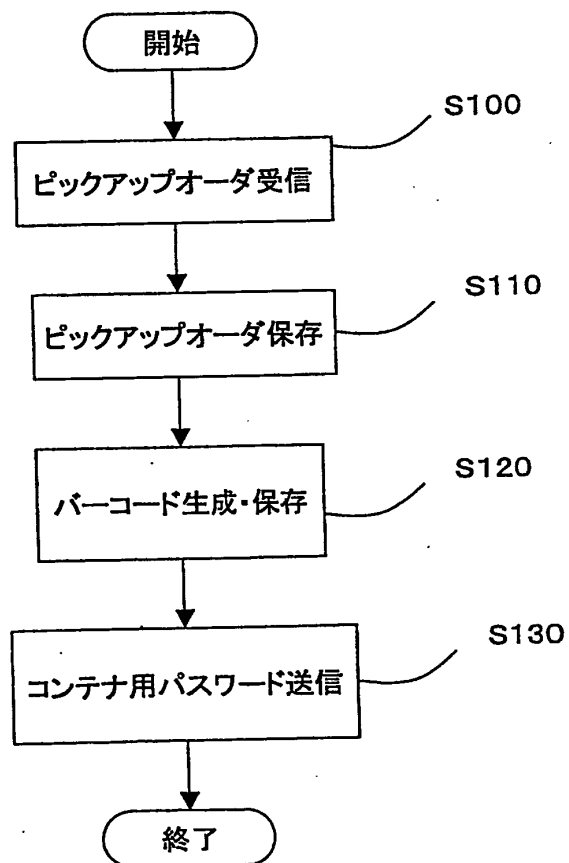 開始
S100
ピックアップオーダ受信
S110
ピックアップオーダ保存
S120
バーコード生成・保存
S130
コンテナ用パスワード送信
終了